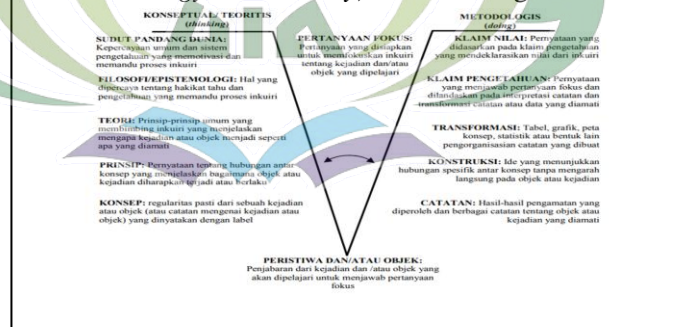 KONSEPTUAL/ TEORITIS
(thinking)
SUDUT PANDANG DUNIA:
Kepercayaan umum dan sistem
pengetahuan yang memotivasi dan
memandu proses inkuiri
FILOSOFI/EPISTEMOLOGI: Hal yang
dipercaya tentang hakikat tahu dan
pengetahuan yang memandu proses inkuiri
TEORI: Prinsip-prinsip umum yang
membimbing inkuiri yang menjelaskan
mengapa kejadian atau objek menjadi seperti
apa yang diamati
PRINSIP: Pernyataan tentang hubungan antar
konsep yang menjelaskan bagaimana objek atau
kejadian diharapkan terjadi atau berlaku
KONSEP: regularitas pasti dari sebuah kejadian
atau objek (atau catatan mengenai kejadian atau
objek) yang dinyatakan dengan label
PERTANYAAN FOKUS:
Pertanyaan yang disiapkan
untuk memfokuskan inkuiri
tentang kejadian dan/atau
objek yang dipelajari
METODOLOGIS
(doing)
KLAIM NILAI: Pernyataan yang
didasarkan pada klaim pengetahuan
yang mendeklarasikan nilai dari inkuiri
KLAIM PENGETAHUAN: Pernyataan
yang menjawab pertanyaan fokus dan
dilandaskan pada interpretasi catatan dan
transformasi catatan atau data yang diamati
TRANSFORMASI: Tabel, grafik, peta
konsep, statistik atau bentuk lain
pengorganisasian catatan yang dibuat
KONSTRUKSI: Ide yang menunjukkan
hubungan spesifik antar konsep tanpa mengarah
langsung pada objek atau kejadian
CATATAN: Hasil-hasil pengamatan yang
diperoleh dan berbagai catatan tentang objek atau
kejadian yang diamati
PERISTIWA DAN/ATAU OBJEK:
Penjabaran dari kejadian dan /atau objek yang
akan dipelajari untuk menjawab pertanyaan
fokus